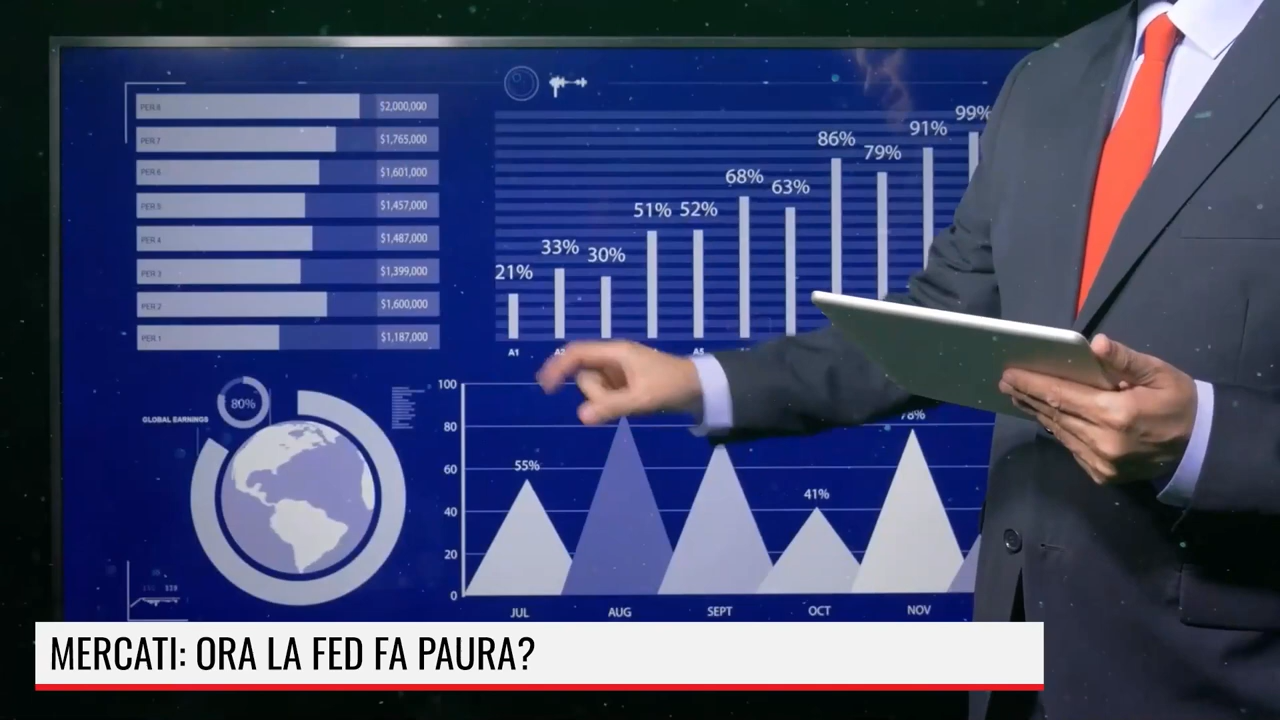 PER.8 $2,000,000
PER.7 $1,765,000
PER.6 $1,601,000
PER.5 $1,457,000
PER.4 $1,487,000
PER.3 $1,399,000
PER.2 $1,600,000
PER.1 $1,187,000
21% 33% 30% 51% 52% 68% 63% 86% 79% 91% 99%
A1 A5
80%
GLOBAL EARNINGS
100
80
60
40
20
0
55% 41% 78%
JUL AUG SEPT OCT NOV
MERCATI: ORA LA FED FA PAURA?